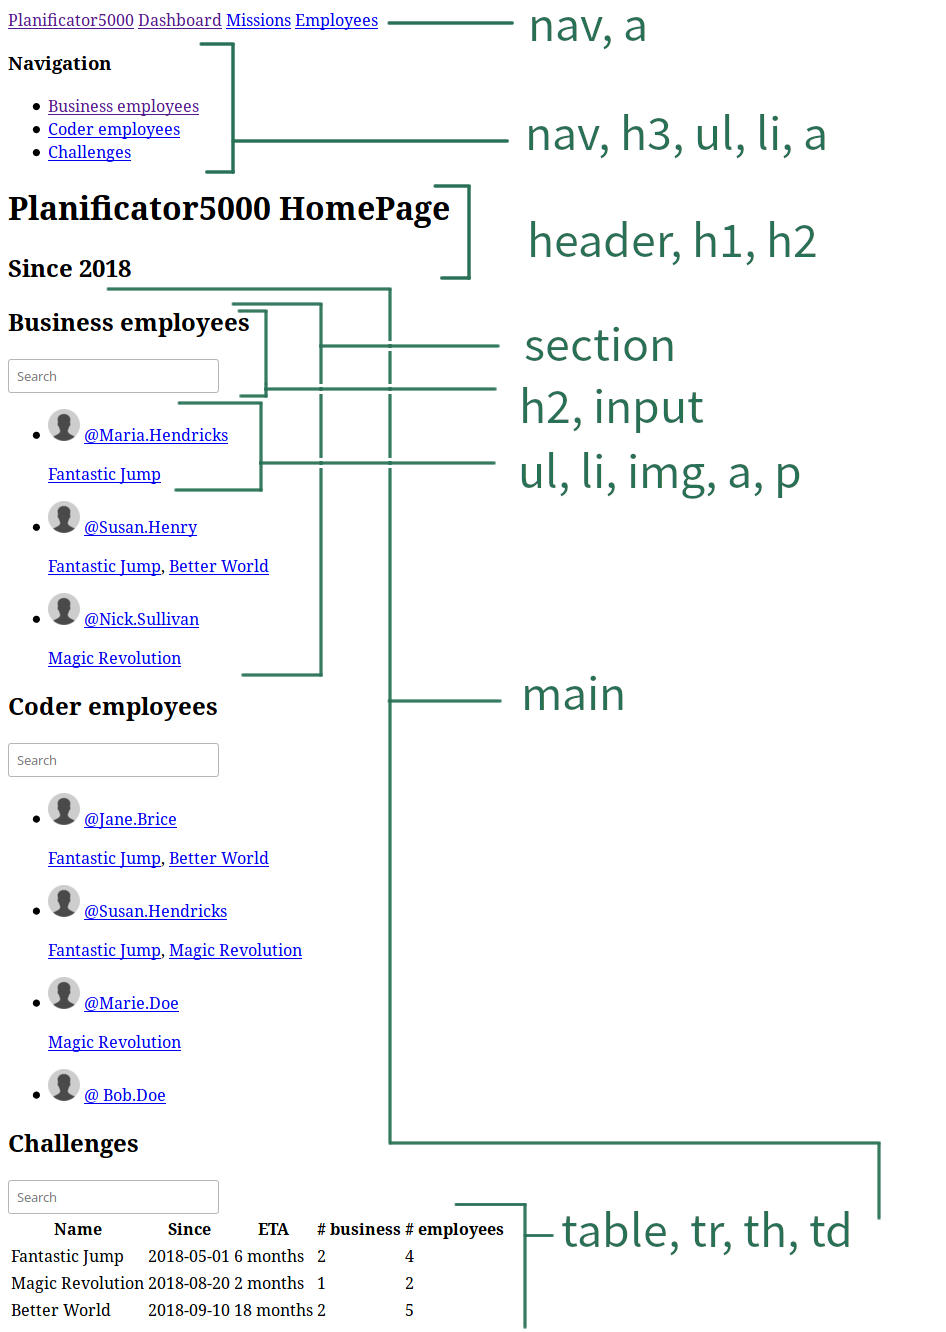 Planificator5000 Dashboard Missions Employees
nav, a
Navigation
Business employees
Coder employees
Challenges
nav, h3, ul, li, a
Planificator5000 HomePage
Since 2018
header, h1, h2
Business employees
section
Search
h2, input
@Maria.Hendricks
Fantastic Jump
ul, li, img, a, p
@Susan.Henry
Fantastic Jump, Better World
@Nick.Sullivan
Magic Revolution
main
Coder employees
Search
@Jane.Brice
Fantastic Jump, Better World
@Susan.Hendricks
Fantastic Jump, Magic Revolution
@Marie.Doe
Magic Revolution
@ Bob.Doe
Challenges
Search
Name Since ETA # business # employees
Fantastic Jump 2018-05-01 6 months 2 4
Magic Revolution 2018-08-20 2 months 1 2
Better World 2018-09-10 18 months 2 5
table, tr, th, td